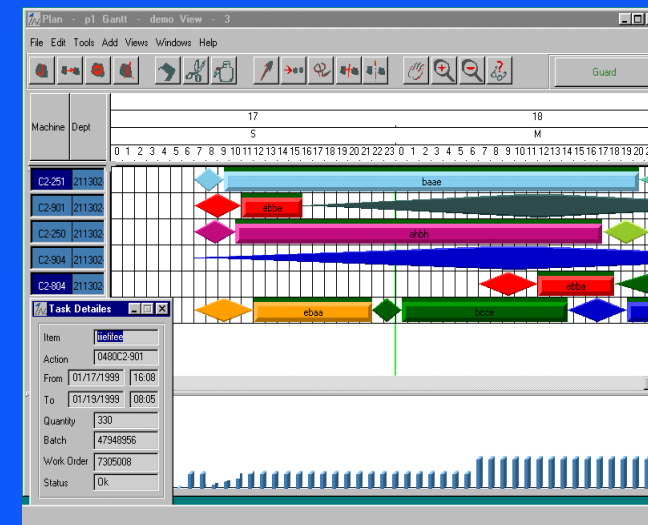 Plan - p1 Gantt - demo View - 3
File Edit Tools Add Views Windows Help
Guard
Machine Dept
17 18
S M
0 1 2 3 4 5 6 7 8 9 10 11 12 13 14 15 16 17 18 19 20 21 22 23 0 1 2 3 4 5 6 7 8 9 10 11 12 13 14 15 16 17 18 19 20
C2-251 211302- baae
C2-901 211302- ebba
C2-250 211302- ahbh
C2-904 211302-
C2-804 211302- ebba
ebaa bcce
Task Detailes
Item
Action 0480C2-901
From 01/17/1999 16:08
To 01/19/1999 08:05
Quantity 330
Batch 47948956
Work Order 7305008
Status Ok